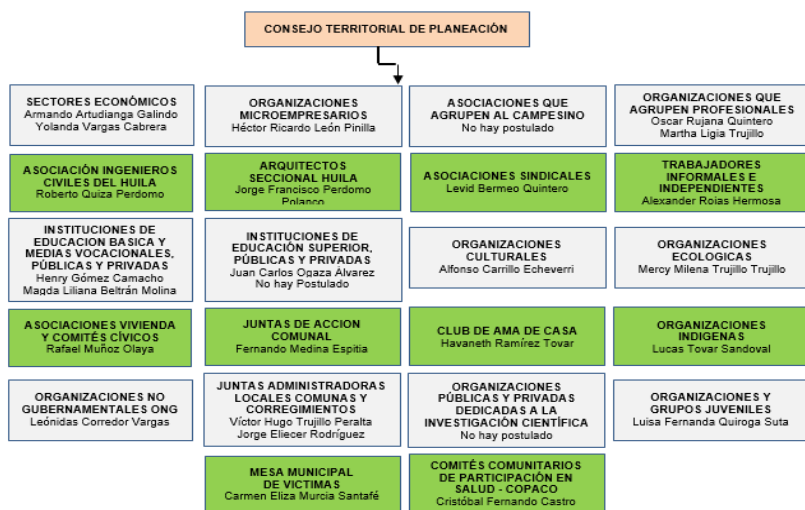 CONSEJO TERRITORIAL DE PLANEACIÓN
SECTORES ECONÓMICOS
Armando Artudianga Galindo
Yolanda Vargas Cabrera
ORGANIZACIONES
MICROEMPRESARIOS
Héctor Ricardo León Pinilla
ASOCIACIONES QUE
AGRUPEN AL CAMPESINO
No hay postulado
ORGANIZACIONES QUE
AGRUPEN PROFESIONALES
Oscar Rujana Quintero
Martha Ligia Trujillo
ASOCIACIÓN INGENIEROS
CIVILES DEL HUILA
Roberto Quiza Perdomo
ARQUITECTOS
SECCIONAL HUILA
Jorge Francisco Perdomo
Polanco
ASOCIACIONES SINDICALES
Levid Bermeo Quintero
TRABAJADORES
INFORMALES E
INDEPENDIENTES
Alexander Rojas Hermosa
INSTITUCIONES DE
EDUCACION BASICA Y
MEDIAS VOCACIONALES,
PÚBLICAS Y PRIVADAS
Henry Gómez Camacho
Magda Liliana Beltrán Molina
INSTITUCIONES DE
EDUCACIÓN SUPERIOR,
PÚBLICAS Y PRIVADAS
Juan Carlos Ogaza Álvarez
No hay Postulado
ORGANIZACIONES
CULTURALES
Alfonso Carrillo Echeverri
ORGANIZACIONES
ECOLOGICAS
Mercy Milena Trujillo Trujillo
ASOCIACIONES VIVIENDA
Y COMITÉS CÍVICOS
Rafael Muñoz Olaya
JUNTAS DE ACCION
COMUNAL
Fernando Medina Espitia
CLUB DE AMA DE CASA
Havaneth Ramírez Tovar
ORGANIZACIONES
INDIGENAS
Lucas Tovar Sandoval
ORGANIZACIONES NO
GUBERNAMENTALES ONG
Leónidas Corredor Vargas
JUNTAS ADMINISTRADORAS
LOCALES COMUNAS Y
CORREGIMIENTOS
Víctor Hugo Trujillo Peralta
Jorge Eliecer Rodríguez
ORGANIZACIONES
PÚBLICAS Y PRIVADAS
DEDICADAS A LA
INVESTIGACIÓN CIENTÍFICA
No hay postulado
ORGANIZACIONES Y
GRUPOS JUVENILES
Luisa Fernanda Quiroga Suta
MESA MUNICIPAL
DE VICTIMAS
Carmen Eliza Murcia Santafé
COMITÉS COMUNITARIOS
DE PARTICIPACIÓN EN
SALUD - COPACO
Cristóbal Fernando Castro